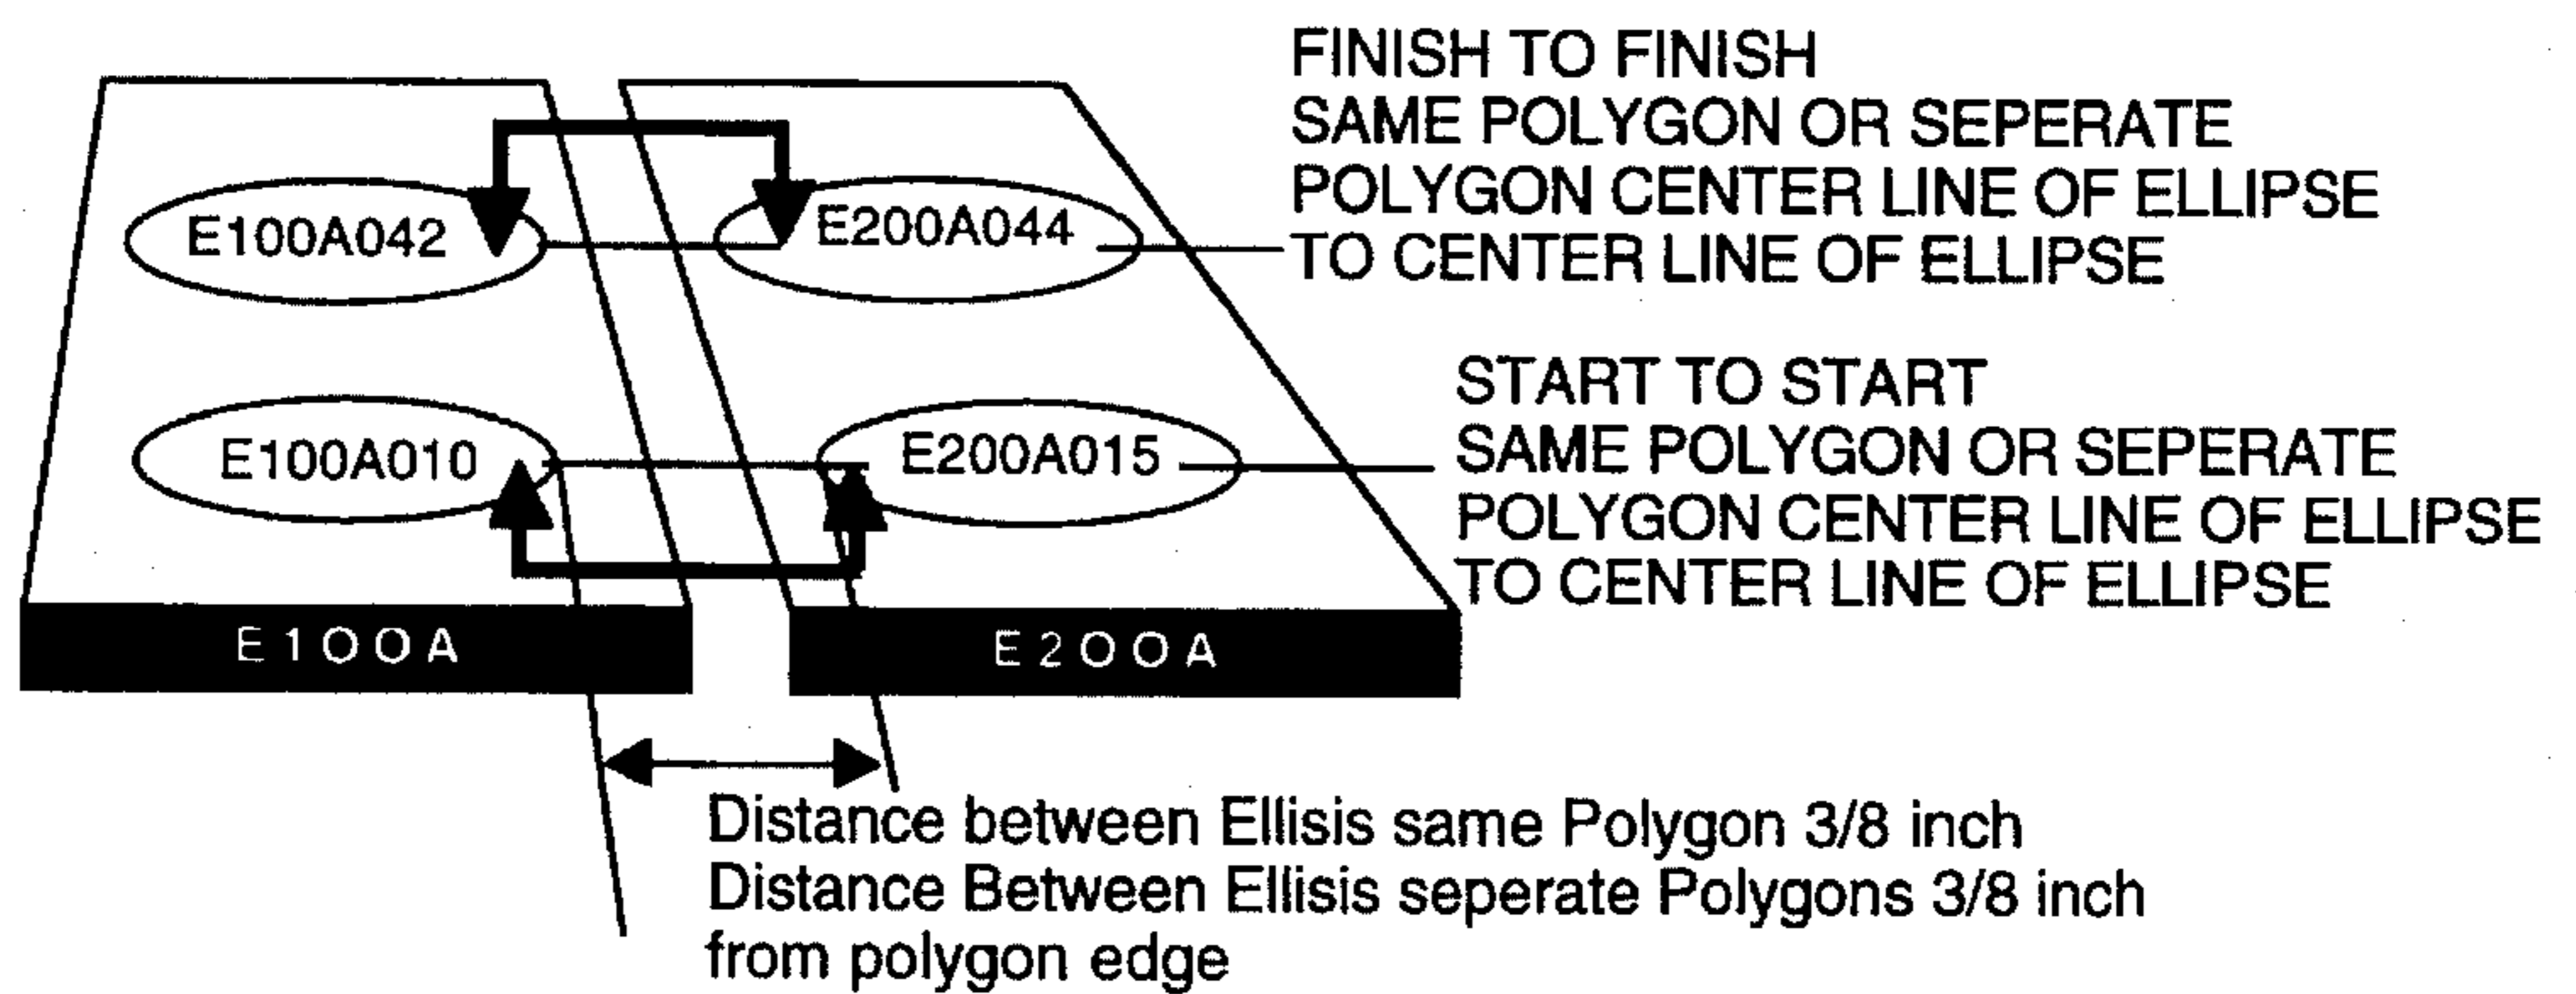 FINISH TO FINISH
SAME POLYGON OR SEPERATE
POLYGON CENTER LINE OF ELLIPSE
TO CENTER LINE OF ELLIPSE
E100A042
E200A044
START TO START
SAME POLYGON OR SEPERATE
POLYGON CENTER LINE OF ELLIPSE
TO CENTER LINE OF ELLIPSE
E100A010
E200A015
E100A
E200A
Distance between Ellisis same Polygon 3/8 inch
Distance Between Ellisis seperate Polygons 3/8 inch
from polygon edge